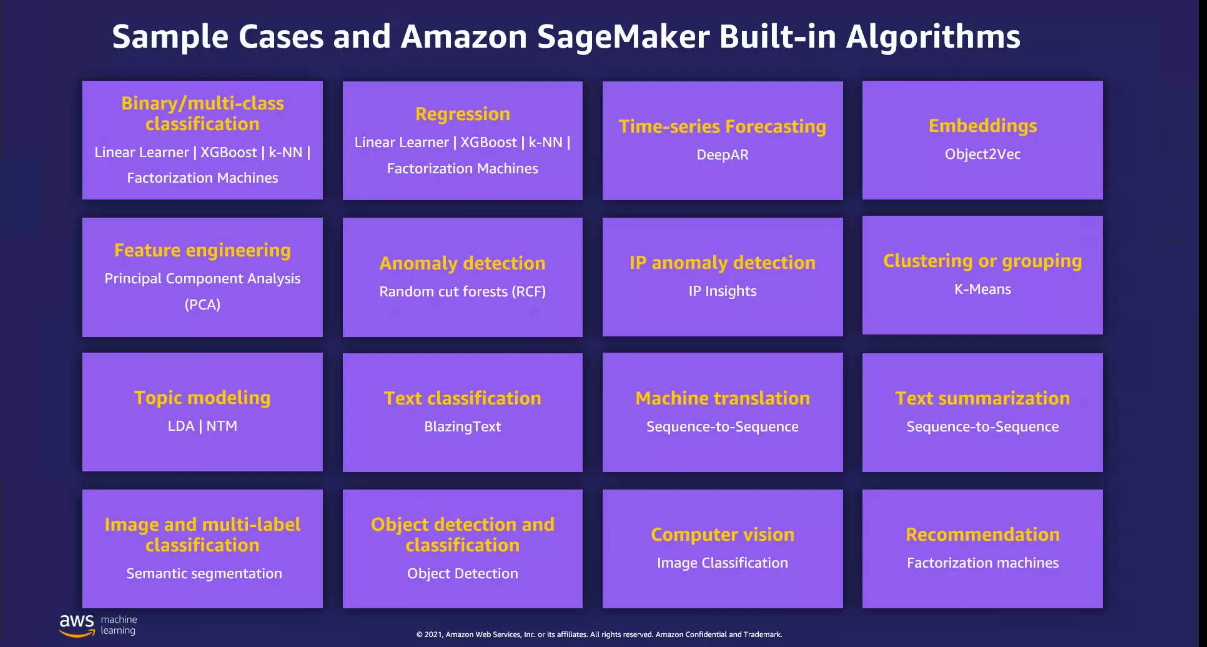 Sample Cases and Amazon SageMaker Built-in Algorithms
Binary/multi-class
classification
Linear Learner | XGBoost | k-NN |
Factorization Machines
Regression
Linear Learner | XGBoost | k-NN |
Factorization Machines
Time-series Forecasting
DeepAR
Embeddings
Object2Vec
Feature engineering
Principal Component Analysis
(PCA)
Anomaly detection
Random cut forests (RCF)
IP anomaly detection
IP Insights
Clustering or grouping
K-Means
Topic modeling
LDA | NTM
Text classification
BlazingText
Machine translation
Sequence-to-Sequence
Text summarization
Sequence-to-Sequence
Image and multi-label
classification
Semantic segmentation
Object detection and
classification
Object Detection
Computer vision
Image Classification
Recommendation
Factorization machines
aws machine
learning
© 2021, Amazon Web Services, Inc. or its affiliates. All rights reserved. Amazon Confidential and Trademark.